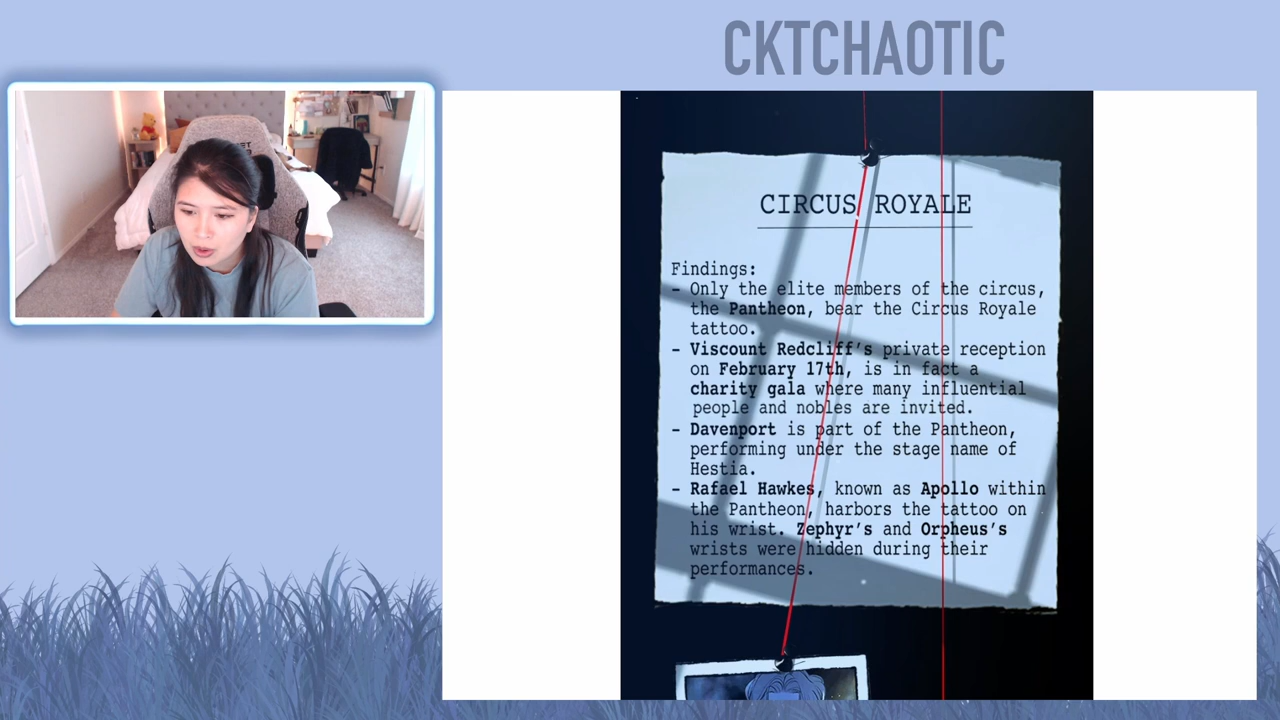 CKTCHAOTIC
CIRCUS ROYALE
Findings:
- Only the elite members of the circus,
the Pantheon, bear the Circus Royale
tattoo.
- Viscount Redcliff's private reception
on February 17th, is in fact a
charity gala where many influential
people and nobles are invited.
- Davenport is part of the Pantheon,
performing under the stage name of
Hestia.
- Rafael Hawkes, known as Apollo within
the Pantheon, harbors the tattoo on
his wrist. Zephyr's and Orpheus's
wrists were hidden during their
performances.